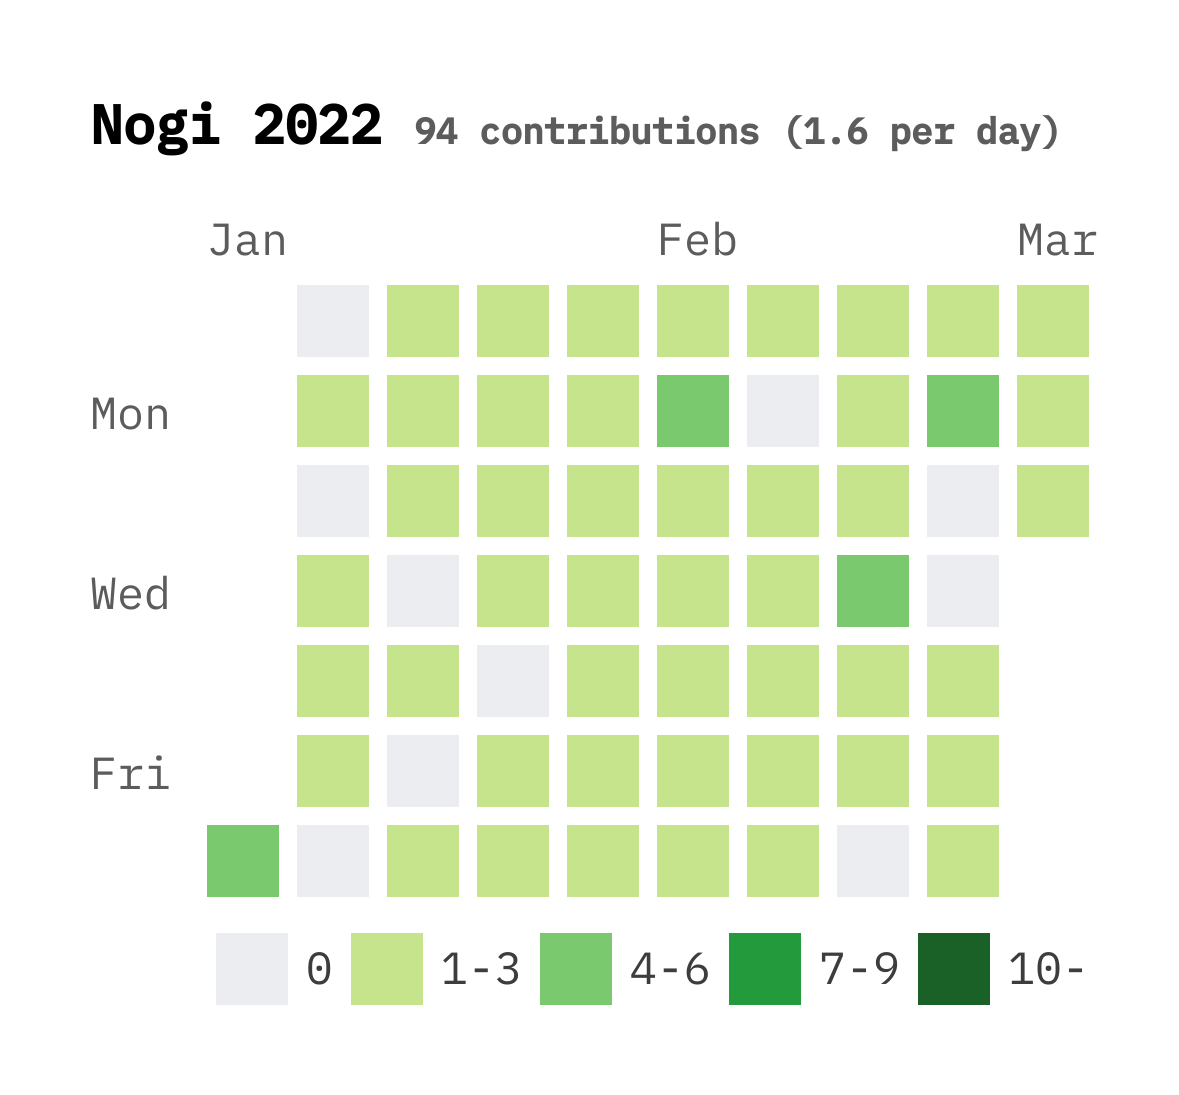 Nogi 2022 94 contributions (1.6 per day)
Jan Feb Mar
Mon
Wed
Fri
0 1-3 4-6 7-9 10-